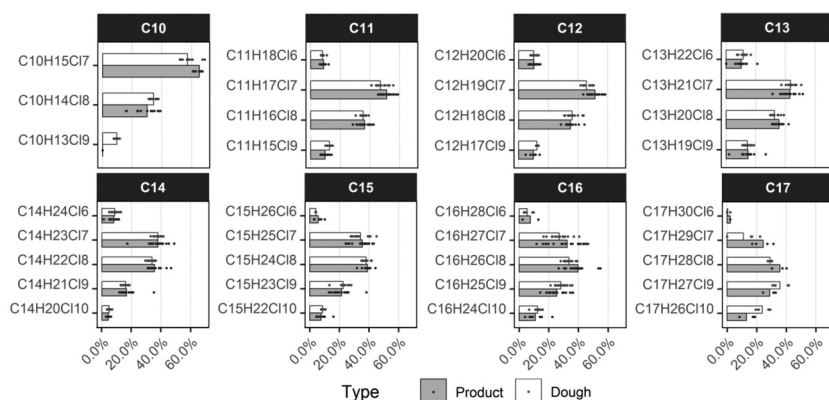 C10
C11
C12
C13
C10H15Cl7
C10H14Cl8
C10H13Cl9
C11H18Cl6
C11H17Cl7
C11H16Cl8
C11H15Cl9
C12H20Cl6
C12H19Cl7
C12H18Cl8
C12H17Cl9
C13H22Cl6
C13H21Cl7
C13H20Cl8
C13H19Cl9
C14
C15
C16
C17
C14H24Cl6
C14H23Cl7
C14H22Cl8
C14H21Cl9
C14H20Cl10
C15H26Cl6
C15H25Cl7
C15H24Cl8
C15H23Cl9
C15H22Cl10
C16H28Cl6
C16H27Cl7
C16H26Cl8
C16H25Cl9
C16H24Cl10
C17H30Cl6
C17H29Cl7
C17H28Cl8
C17H27Cl9
C17H26Cl10
0.0% 20.0% 40.0% 60.0%
0.0% 20.0% 40.0% 60.0%
0.0% 20.0% 40.0% 60.0%
0.0% 20.0% 40.0% 60.0%
Type Product Dough